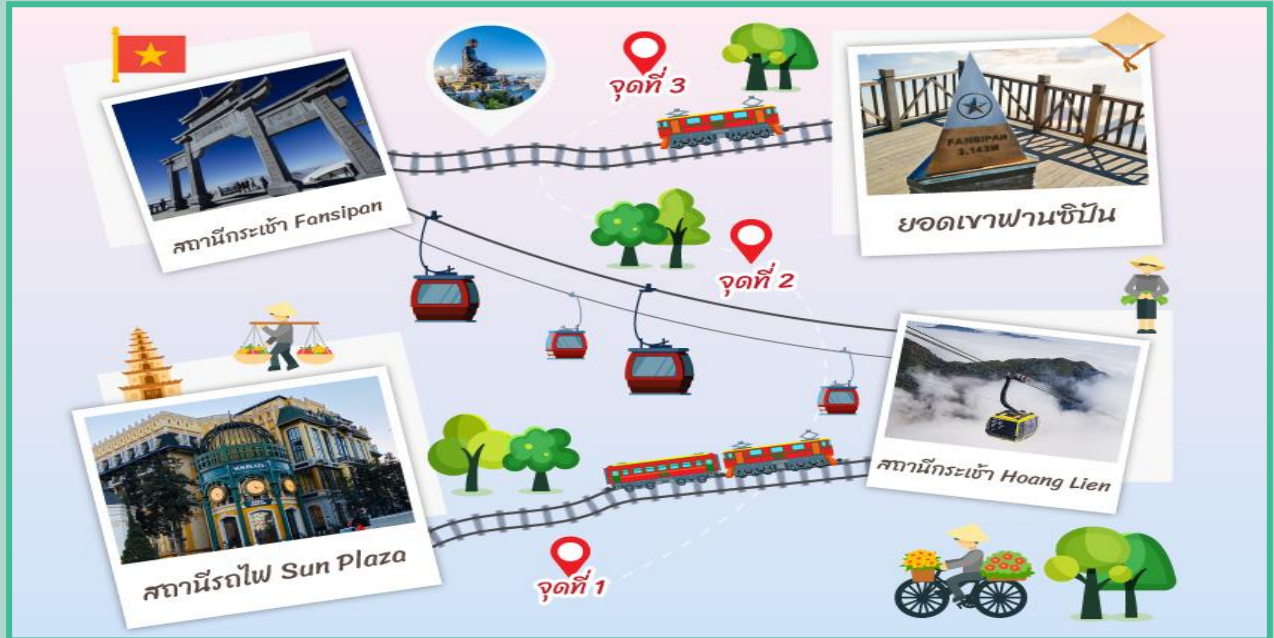 จุดที่ 3
FANSIPAN
3.143M
สถานีกระเช้า Fansipan
ยอดเขาฟานซิปัน
จุดที่ 2
SUN PLAZA
สถานีกระเช้า Hoang Lien
สถานีรถไฟ Sun Plaza
จุดที่ 1